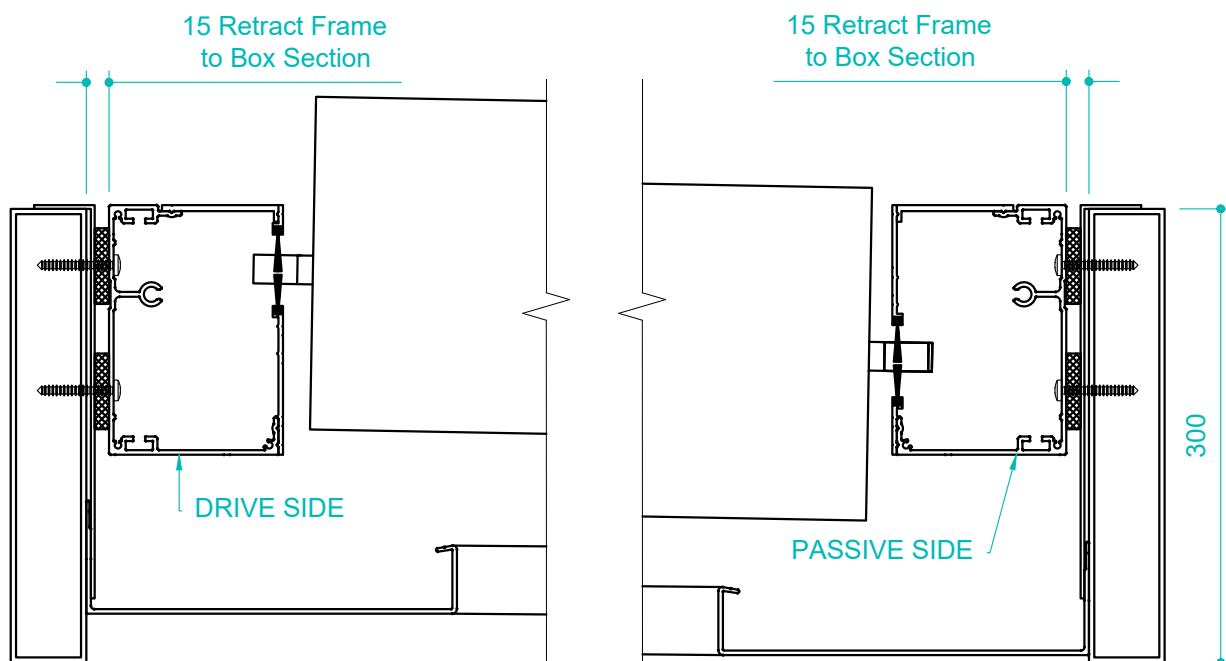 15 Retract Frame
to Box Section
15 Retract Frame
to Box Section
300
DRIVE SIDE
PASSIVE SIDE